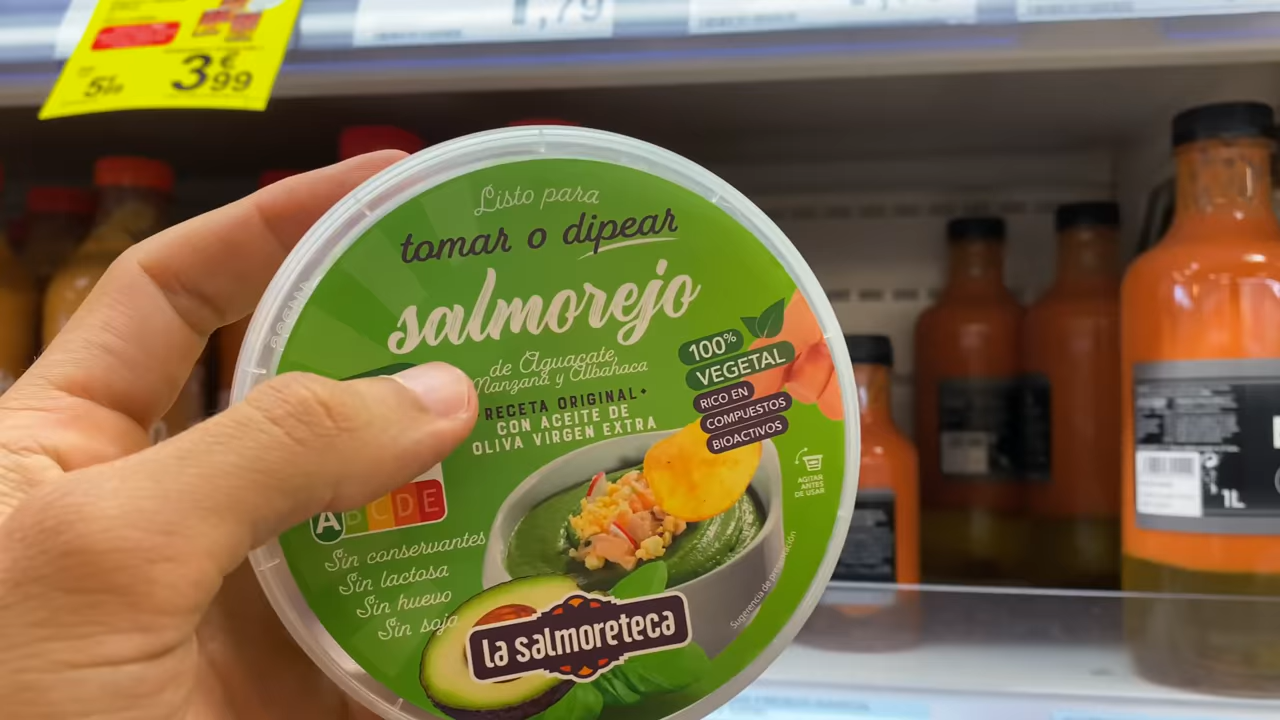 3,99 €
Listo para
tomar o dipear
salmorejo
de Aguacate,
Manzana y Albahaca
RECETA ORIGINAL
CON ACEITE DE
OLIVA VIRGEN EXTRA
100%
VEGETAL
RICO EN
COMPUESTOS
BIOACTIVOS
AGITAR
ANTES
DE USAR
A B C D E
Sin conservantes
Sin lactosa
Sin huevo
Sin soja
Sugerencia de presentación
la salmoreteca
1L